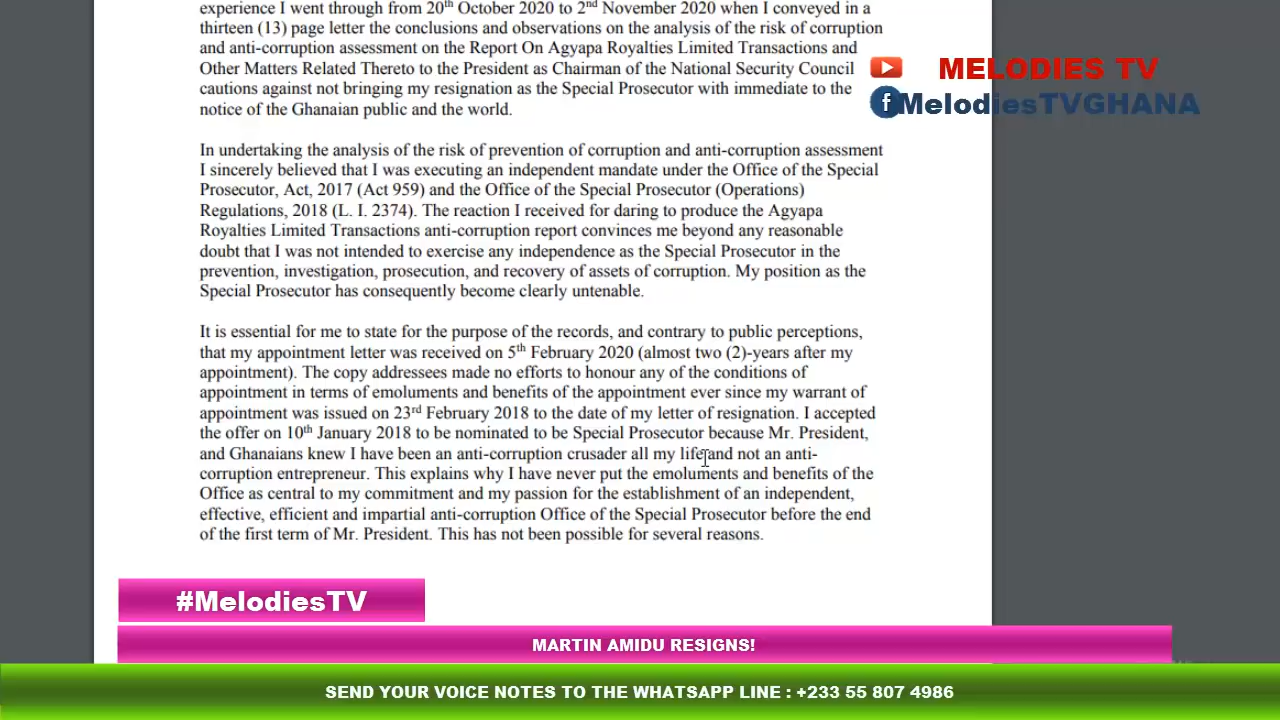 experience I went through from 20th October 2020 to 2nd November 2020 when I conveyed in a
thirteen (13) page letter the conclusions and observations on the analysis of the risk of corruption
and anti-corruption assessment on the Report On Agyapa Royalties Limited Transactions and
Other Matters Related Thereto to the President as Chairman of the National Security Council
cautions against not bringing my resignation as the Special Prosecutor with immediate to the
notice of the Ghanaian public and the world.
MELODIES TV
MelodiesTVGHANA
In undertaking the analysis of the risk of prevention of corruption and anti-corruption assessment
I sincerely believed that I was executing an independent mandate under the Office of the Special
Prosecutor, Act, 2017 (Act 959) and the Office of the Special Prosecutor (Operations)
Regulations, 2018 (L. I. 2374). The reaction I received for daring to produce the Agyapa
Royalties Limited Transactions anti-corruption report convinces me beyond any reasonable
doubt that I was not intended to exercise any independence as the Special Prosecutor in the
prevention, investigation, prosecution, and recovery of assets of corruption. My position as the
Special Prosecutor has consequently become clearly untenable.
It is essential for me to state for the purpose of the records, and contrary to public perceptions,
that my appointment letter was received on 5th February 2020 (almost two (2)-years after my
appointment). The copy addressees made no efforts to honour any of the conditions of
appointment in terms of emoluments and benefits of the appointment ever since my warrant of
appointment was issued on 23rd February 2018 to the date of my letter of resignation. I accepted
the offer on 10th January 2018 to be nominated to be Special Prosecutor because Mr. President,
and Ghanaians knew I have been an anti-corruption crusader all my life and not an anti-
corruption entrepreneur. This explains why I have never put the emoluments and benefits of the
Office as central to my commitment and my passion for the establishment of an independent,
effective, efficient and impartial anti-corruption Office of the Special Prosecutor before the end
of the first term of Mr. President. This has not been possible for several reasons.
#MelodiesTV
MARTIN AMIDU RESIGNS!
SEND YOUR VOICE NOTES TO THE WHATSAPP LINE : +233 55 807 4986